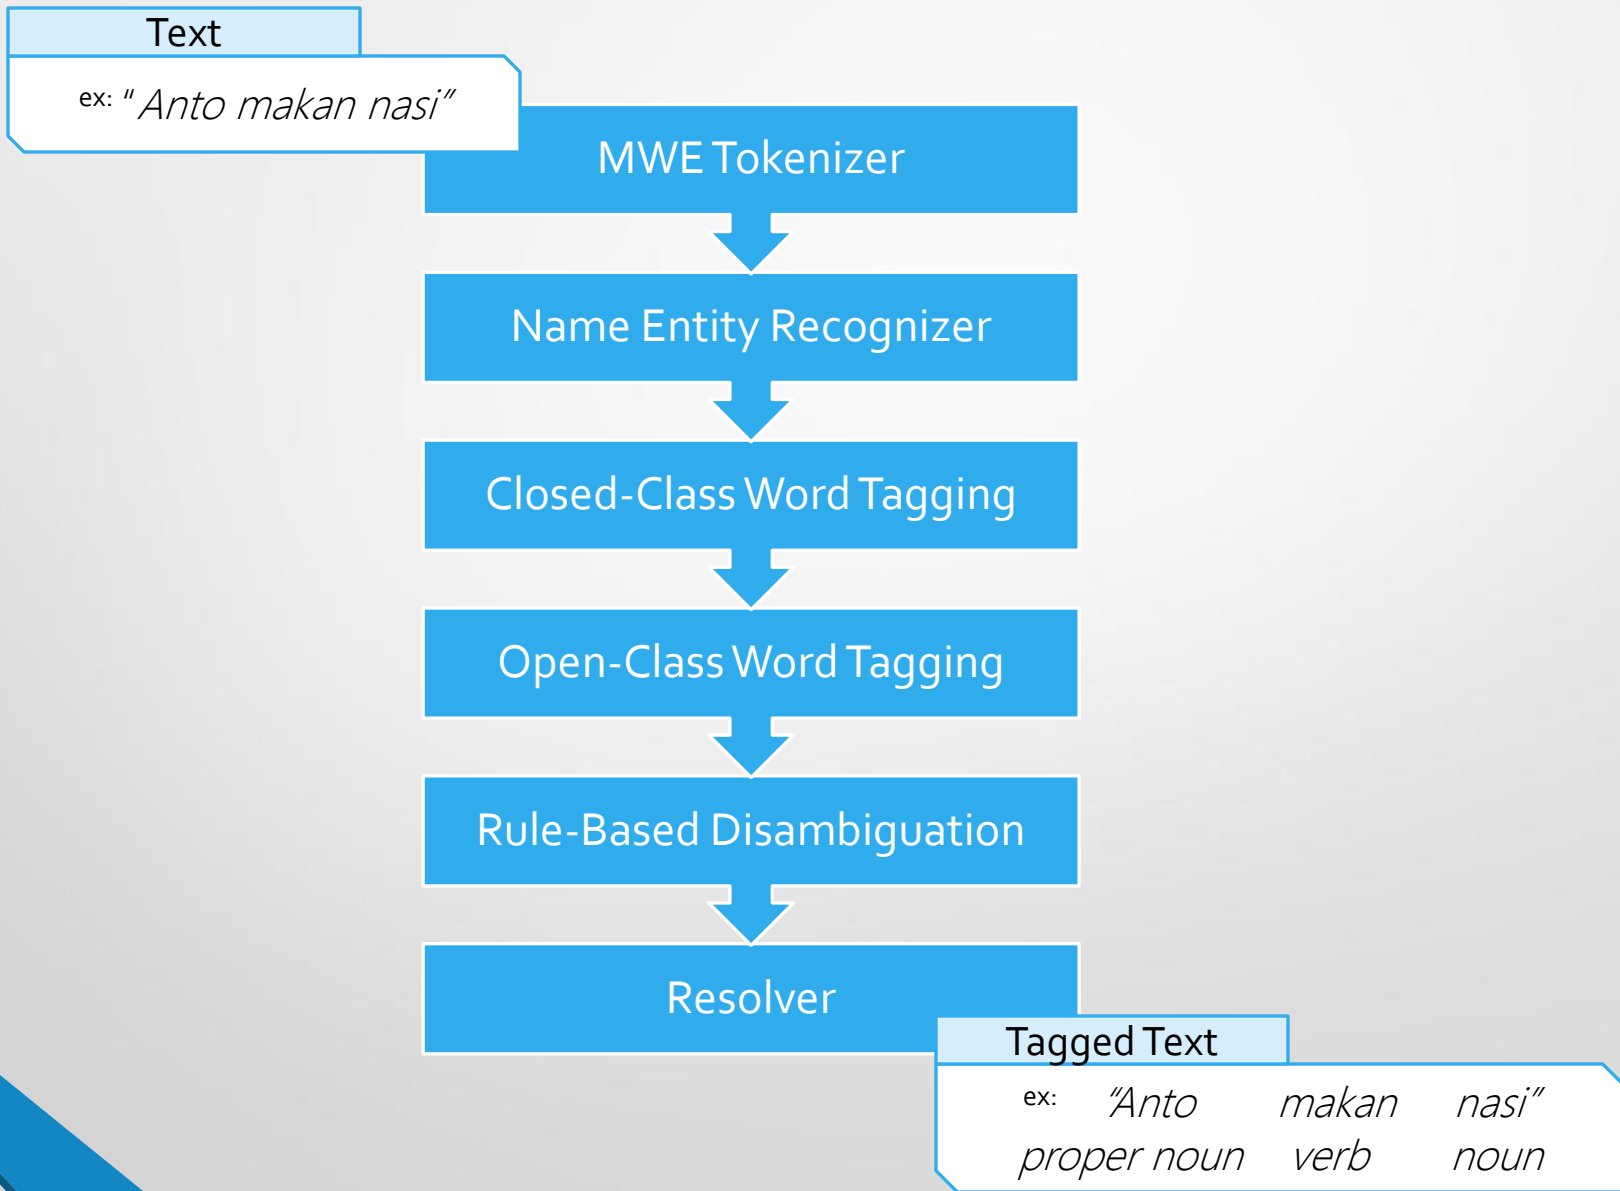 Text
ex: “Anto makan nasi”
MWE Tokenizer
Name Entity Recognizer
Closed-Class Word Tagging
Open-Class Word Tagging
Rule-Based Disambiguation
Resolver
Tagged Text
ex: “Anto makan nasi”
proper noun verb noun